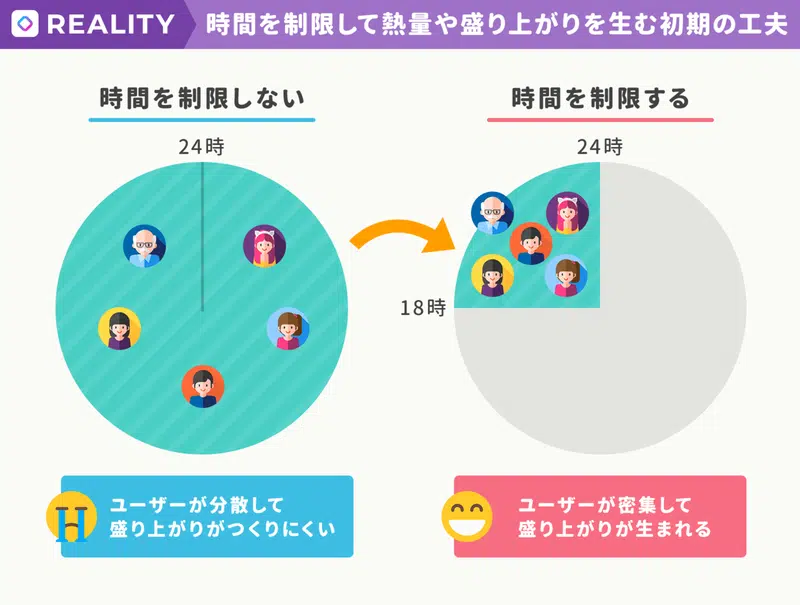 REALITY 時間を制限して熱量や盛り上がりを生む初期の工夫
時間を制限しない
時間を制限する
24時
24時
18時
ユーザーが分散して
盛り上がりがつくりにくい
ユーザーが密集して
盛り上がりが生まれる